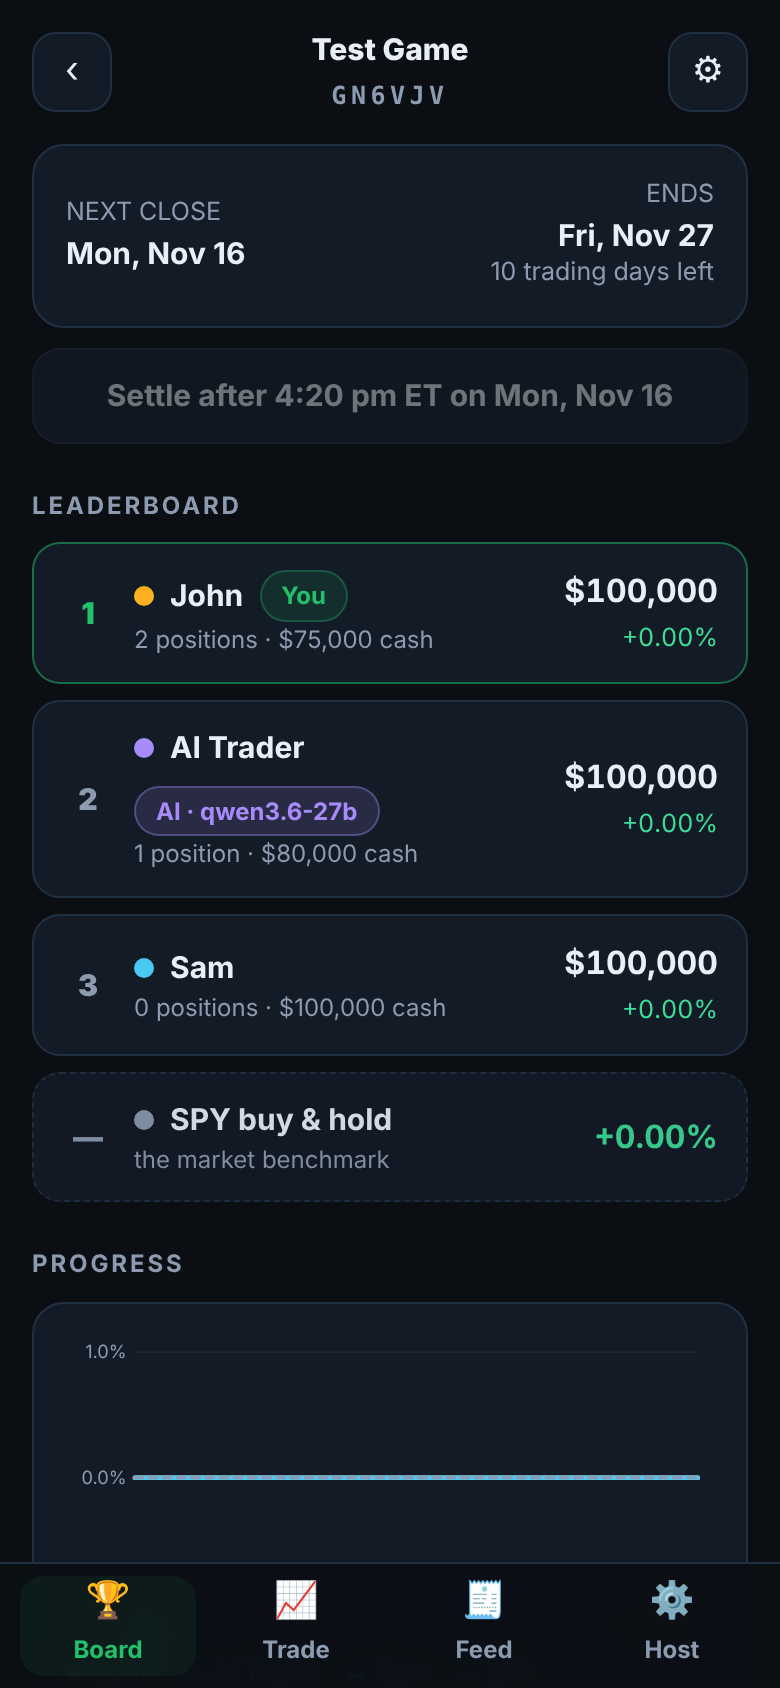 Test Game
GN6VJV
NEXT CLOSE
Mon, Nov 16
ENDS
Fri, Nov 27
10 trading days left
Settle after 4:20 pm ET on Mon, Nov 16
LEADERBOARD
1
John
You
2 positions · $75,000 cash
$100,000
+0.00%
2
AI Trader
AI · qwen3.6-27b
1 position · $80,000 cash
$100,000
+0.00%
3
Sam
0 positions · $100,000 cash
$100,000
+0.00%
—
SPY buy & hold
the market benchmark
+0.00%
PROGRESS
1.0%
0.0%
Board
Trade
Feed
Host